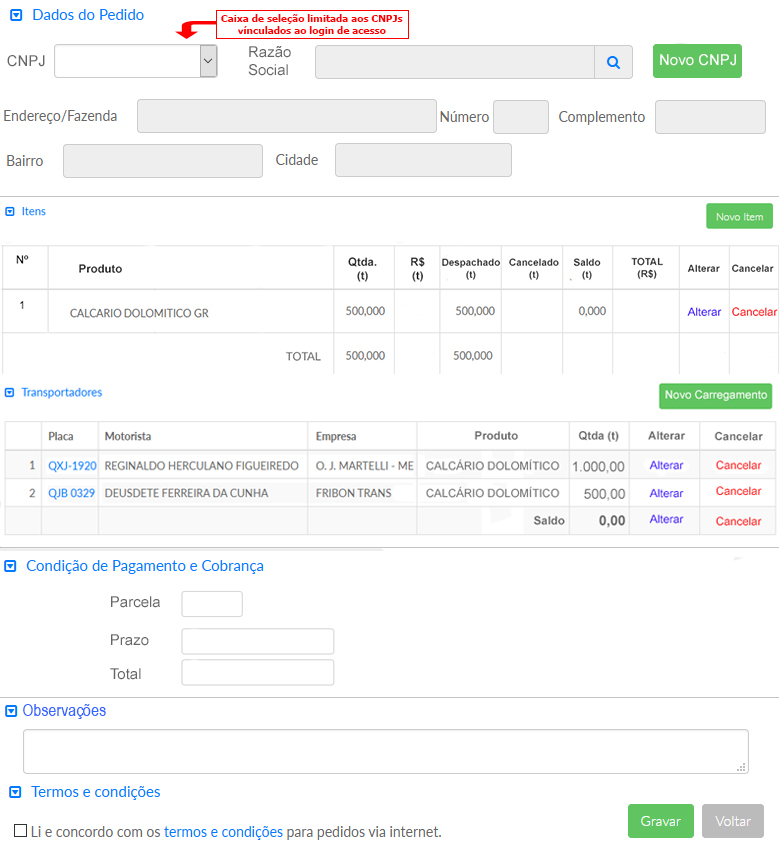 Dados do Pedido
Caixa de seleção limitada aos CNPJs
vínculados ao login de acesso
CNPJ
Razão
Social
Novo CNPJ
Endereço/Fazenda
Número
Complemento
Bairro
Cidade
Itens
Novo Item
Nº Produto Qtda. (t) R$ (t) Despachado (t) Cancelado (t) Saldo (t) TOTAL (R$) Alterar Cancelar
1 CALCARIO DOLOMITICO GR 500,000 500,000 0,000 Alterar Cancelar
TOTAL 500,000 500,000
Transportadores
Novo Carregamento
Placa Motorista Empresa Produto Qtda (t) Alterar Cancelar
1 QXJ-1920 REGINALDO HERCULANO FIGUEIREDO O. J. MARTELLI - ME CALCÁRIO DOLOMÍTICO 1.000,00 Alterar Cancelar
2 QJB 0329 DEUSDETE FERREIRA DA CUNHA FRIBON TRANS CALCÁRIO DOLOMÍTICO 500,00 Alterar Cancelar
Saldo 0,00 Alterar Cancelar
Condição de Pagamento e Cobrança
Parcela
Prazo
Total
Observações
Termos e condições
Li e concordo com os termos e condições para pedidos via internet.
Gravar
Voltar